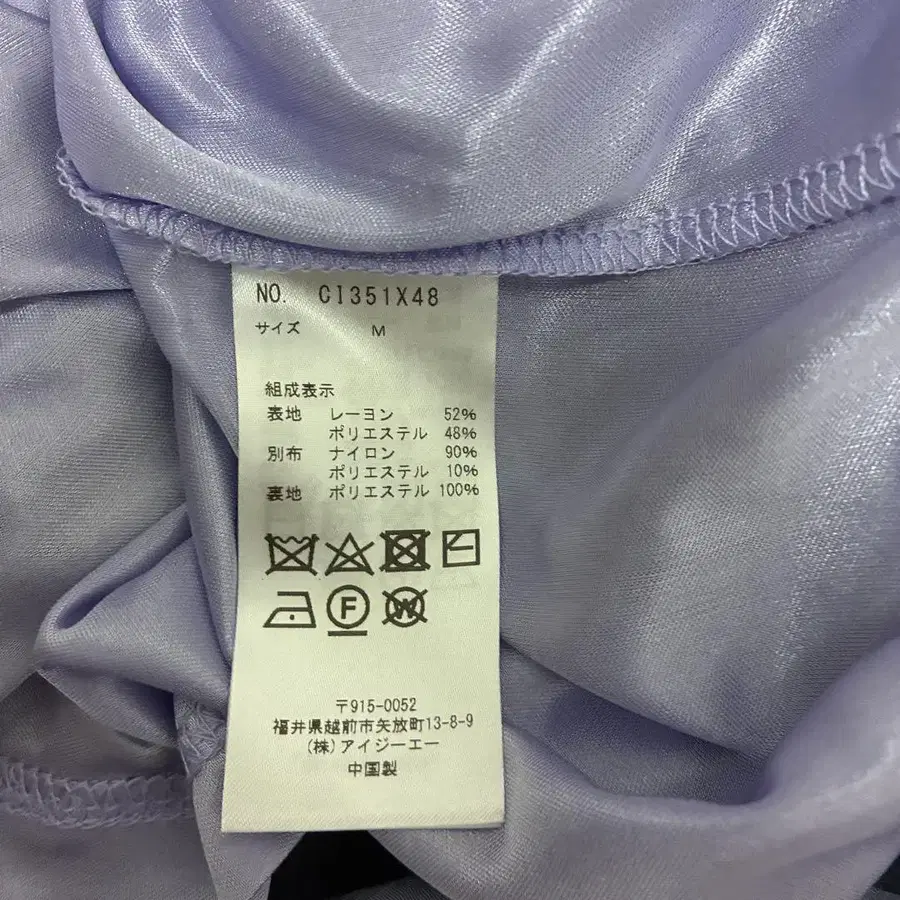 NO. CI351X48
サイズ M
組成表示
表地 レーヨン 52%
ポリエステル 48%
別布 ナイロン 90%
ポリエステル 10%
裏地 ポリエステル 100%
F W
〒915-0052
福井県越前市矢放町13-8-9
(株)アイジーエー
中国製